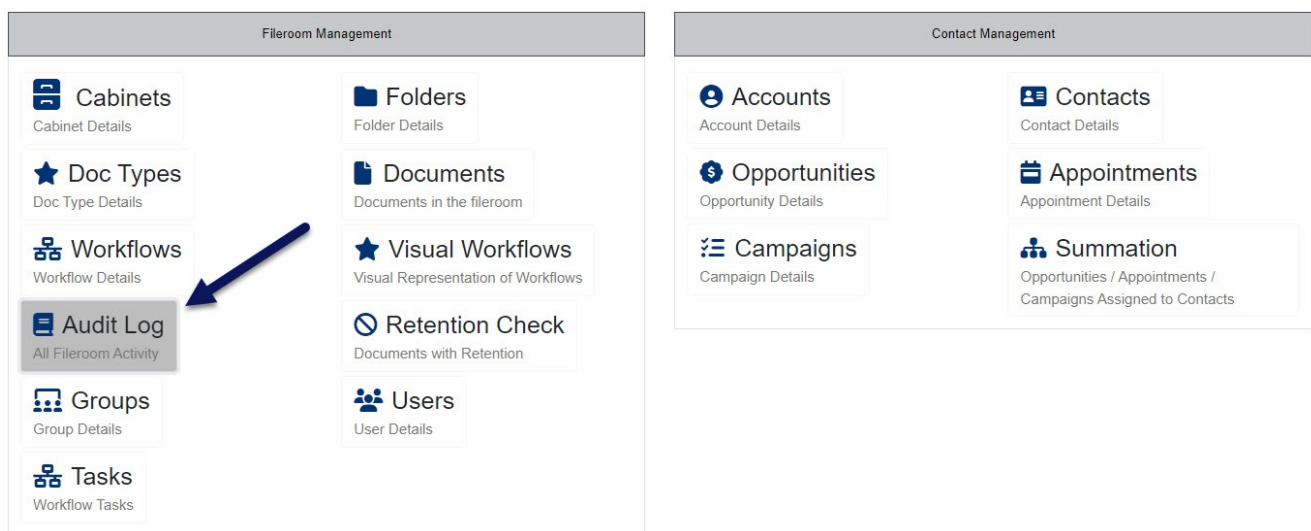 Fileroom Management
Cabinets
Cabinet Details
Folders
Folder Details
Doc Types
Doc Type Details
Documents
Documents in the fileroom
Workflows
Workflow Details
Visual Workflows
Visual Representation of Workflows
Audit Log
All Fileroom Activity
Retention Check
Documents with Retention
Groups
Group Details
Users
User Details
Tasks
Workflow Tasks
Contact Management
Accounts
Account Details
Contacts
Contact Details
Opportunities
Opportunity Details
Appointments
Appointment Details
Campaigns
Campaign Details
Summation
Opportunities / Appointments /
Campaigns Assigned to Contacts